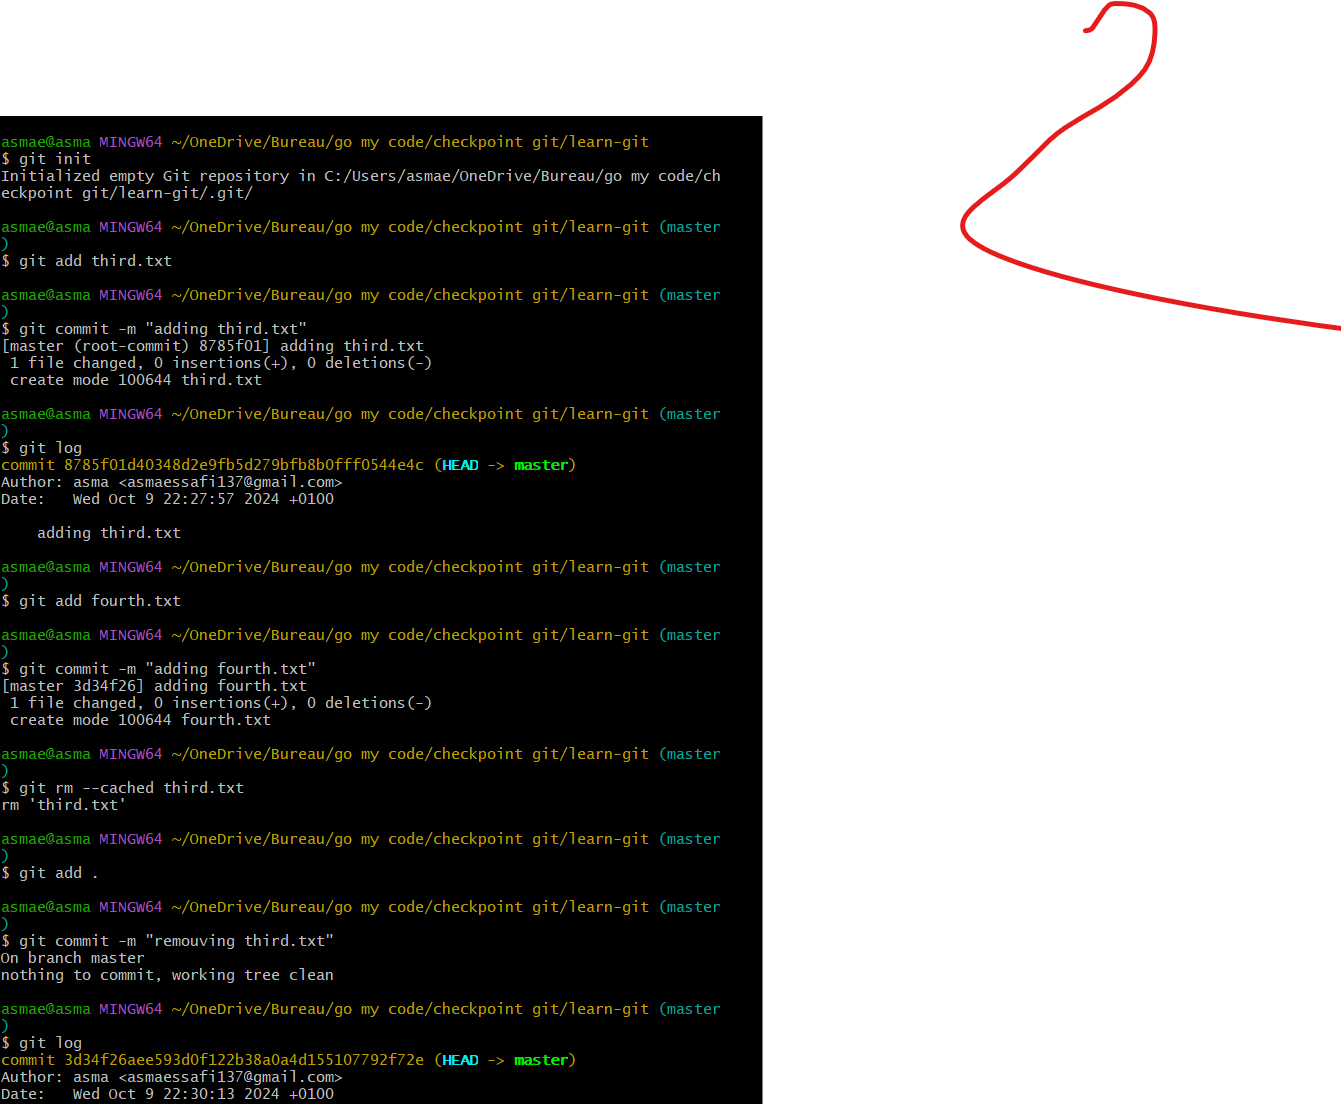 asmae@asma MINGW64 ~/OneDrive/Bureau/go my code/checkpoint git/learn-git
$ git init
Initialized empty Git repository in C:/Users/asmae/OneDrive/Bureau/go my code/ch
eckpoint git/learn-git/.git/
asmae@asma MINGW64 ~/OneDrive/Bureau/go my code/checkpoint git/learn-git (master
)
$ git add third.txt
asmae@asma MINGW64 ~/OneDrive/Bureau/go my code/checkpoint git/learn-git (master
)
$ git commit -m "adding third.txt"
[master (root-commit) 8785f01] adding third.txt
 1 file changed, 0 insertions(+), 0 deletions(-)
 create mode 100644 third.txt
asmae@asma MINGW64 ~/OneDrive/Bureau/go my code/checkpoint git/learn-git (master
)
$ git log
commit 8785f01d40348d2e9fb5d279bfb8b0fff0544e4c (HEAD -> master)
Author: asma <asmaessafi137@gmail.com>
Date:   Wed Oct 9 22:27:57 2024 +0100
    adding third.txt
asmae@asma MINGW64 ~/OneDrive/Bureau/go my code/checkpoint git/learn-git (master
)
$ git add fourth.txt
asmae@asma MINGW64 ~/OneDrive/Bureau/go my code/checkpoint git/learn-git (master
)
$ git commit -m "adding fourth.txt"
[master 3d34f26] adding fourth.txt
 1 file changed, 0 insertions(+), 0 deletions(-)
 create mode 100644 fourth.txt
asmae@asma MINGW64 ~/OneDrive/Bureau/go my code/checkpoint git/learn-git (master
)
$ git rm --cached third.txt
rm 'third.txt'
asmae@asma MINGW64 ~/OneDrive/Bureau/go my code/checkpoint git/learn-git (master
)
$ git add .
asmae@asma MINGW64 ~/OneDrive/Bureau/go my code/checkpoint git/learn-git (master
)
$ git commit -m "remouving third.txt"
On branch master
nothing to commit, working tree clean
asmae@asma MINGW64 ~/OneDrive/Bureau/go my code/checkpoint git/learn-git (master
)
$ git log
commit 3d34f26aee593d0f122b38a0a4d155107792f72e (HEAD -> master)
Author: asma <asmaessafi137@gmail.com>
Date:   Wed Oct 9 22:30:13 2024 +0100